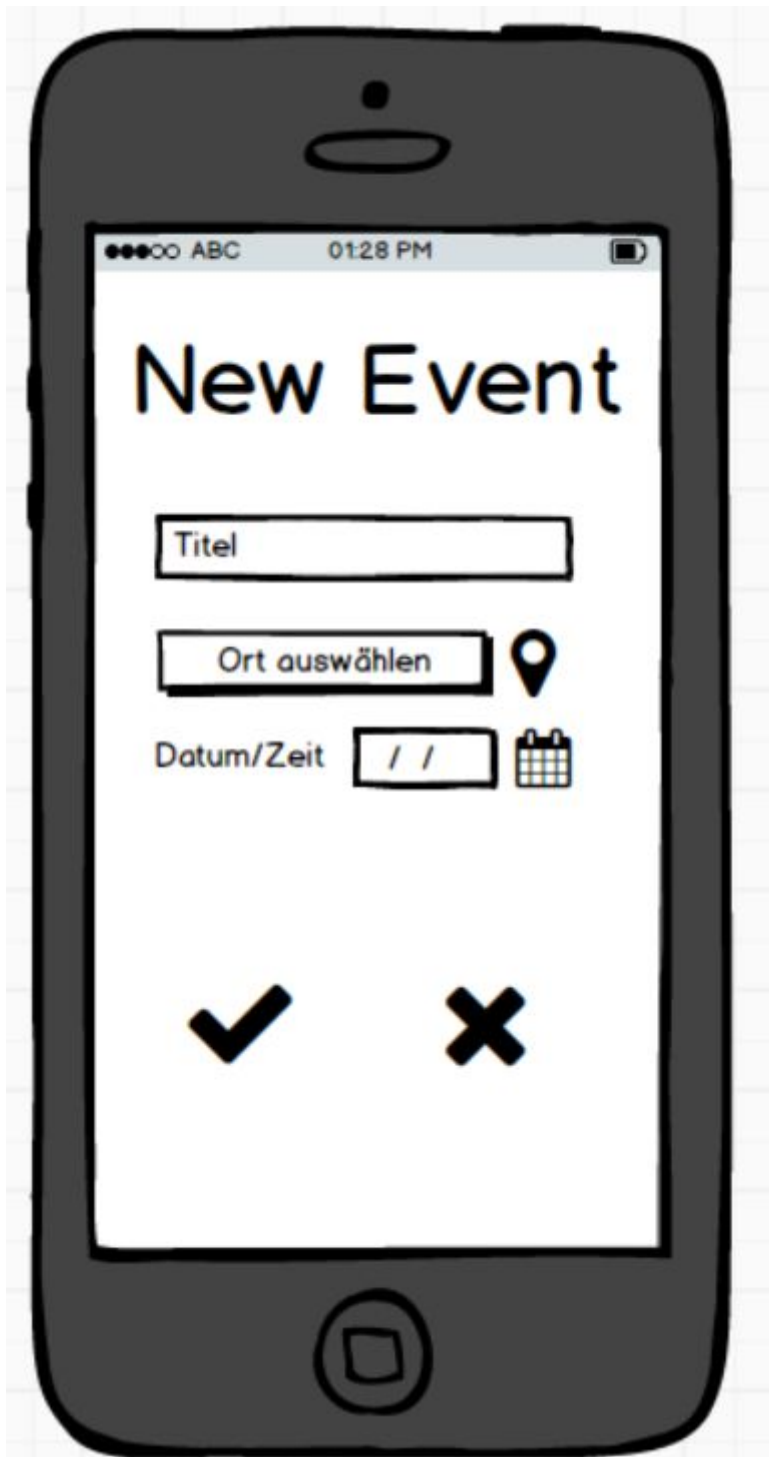 ABC 01:28 PM
New Event
Titel
Ort auswählen
Datum/Zeit / /